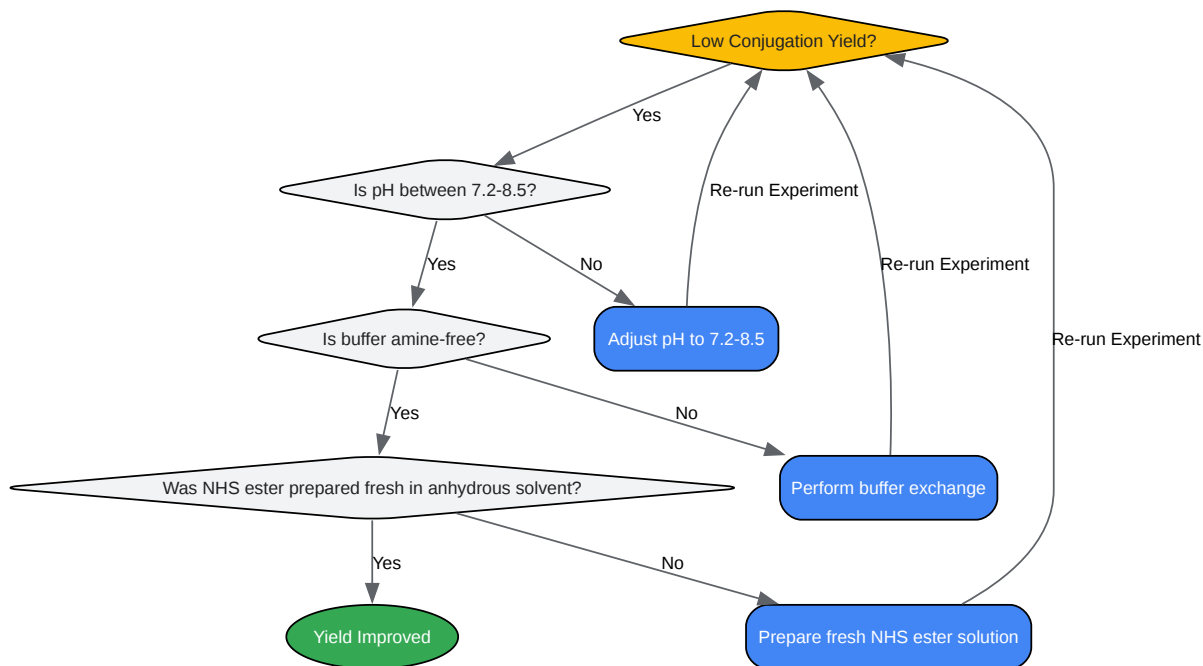 Low Conjugation Yield?
Yes
Is pH between 7.2-8.5?
Re-run Experiment
Yes
No
Re-run Experiment
Is buffer amine-free?
Adjust pH to 7.2-8.5
Re-run Experiment
Yes
No
Was NHS ester prepared fresh in anhydrous solvent?
Perform buffer exchange
Yes
No
Yield Improved
Prepare fresh NHS ester solution